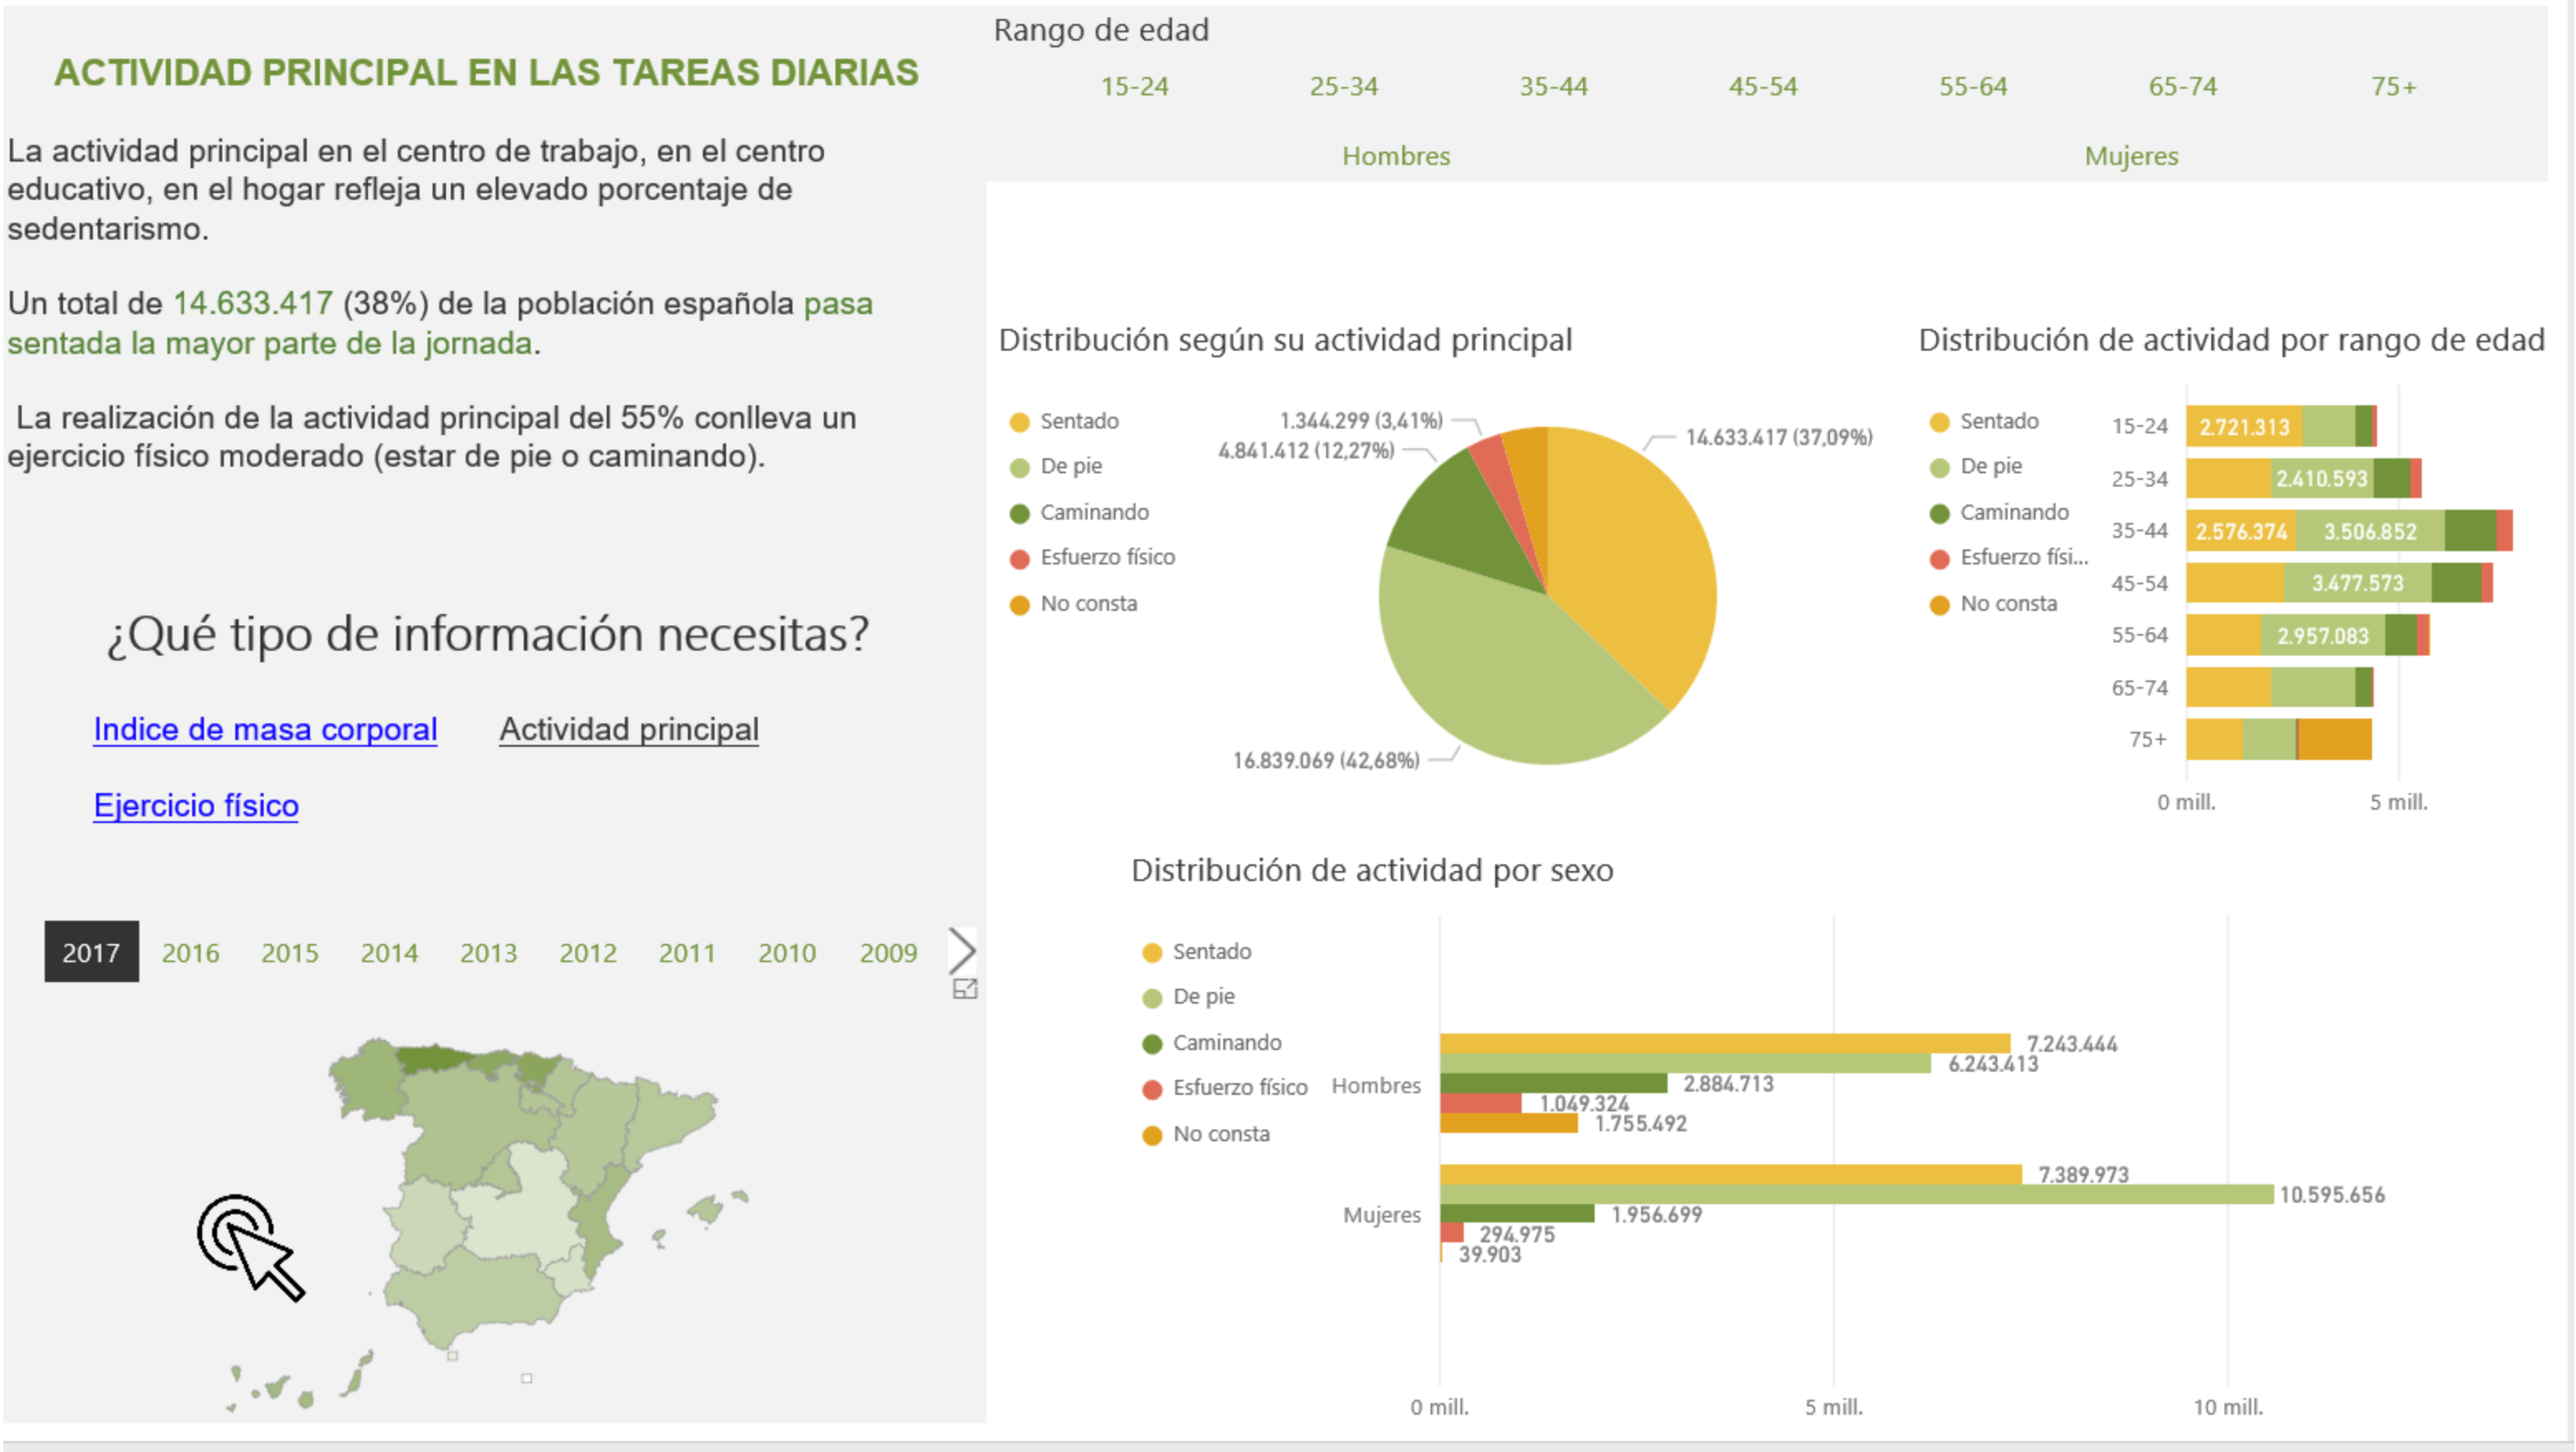 ACTIVIDAD PRINCIPAL EN LAS TAREAS DIARIAS
La actividad principal en el centro de trabajo, en el centro
educativo, en el hogar refleja un elevado porcentaje de
sedentarismo.
Un total de 14.633.417 (38%) de la población española pasa
sentada la mayor parte de la jornada.
La realización de la actividad principal del 55% conlleva un
ejercicio físico moderado (estar de pie o caminando).
¿Qué tipo de información necesitas?
Indice de masa corporal
Actividad principal
Ejercicio físico
2017 2016 2015 2014 2013 2012 2011 2010 2009
Rango de edad
15-24 25-34 35-44 45-54 55-64 65-74 75+
Hombres Mujeres
Distribución según su actividad principal
Sentado
De pie
Caminando
Esfuerzo físico
No consta
1.344.299 (3,41%)
4.841.412 (12,27%)
14.633.417 (37,09%)
16.839.069 (42,68%)
Distribución de actividad por rango de edad
Sentado
De pie
Caminando
Esfuerzo físi...
No consta
15-24 2.721.313
25-34 2.410.593
35-44 2.576.374 3.506.852
45-54 3.477.573
55-64 2.957.083
65-74
75+
0 mill. 5 mill.
Distribución de actividad por sexo
Sentado
De pie
Caminando
Esfuerzo físico
No consta
Hombres
7.243.444
6.243.413
2.884.713
1.049.324
1.755.492
Mujeres
7.389.973
10.595.656
1.956.699
294.975
39.903
0 mill. 5 mill. 10 mill.